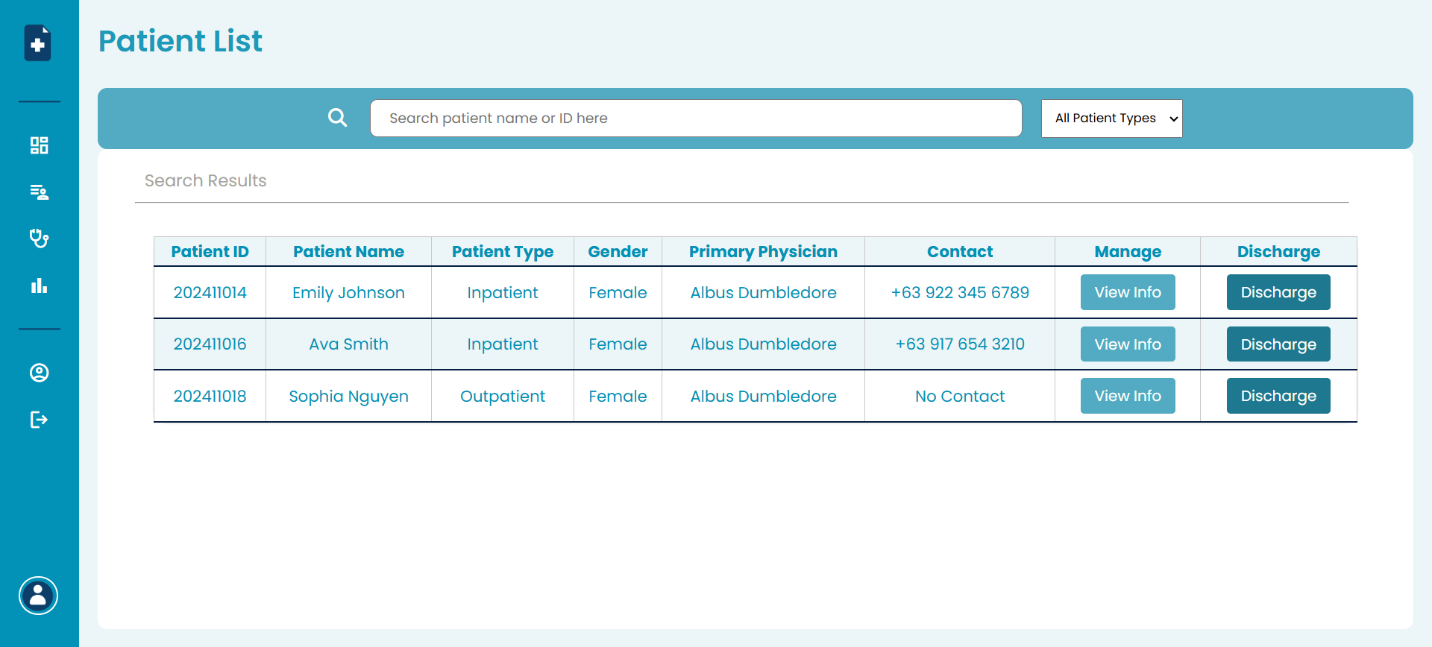 Patient List
Search patient name or ID here
All Patient Types
Search Results
Patient ID Patient Name Patient Type Gender Primary Physician Contact Manage Discharge
202411014 Emily Johnson Inpatient Female Albus Dumbledore +63 922 345 6789 View Info Discharge
202411016 Ava Smith Inpatient Female Albus Dumbledore +63 917 654 3210 View Info Discharge
202411018 Sophia Nguyen Outpatient Female Albus Dumbledore No Contact View Info Discharge